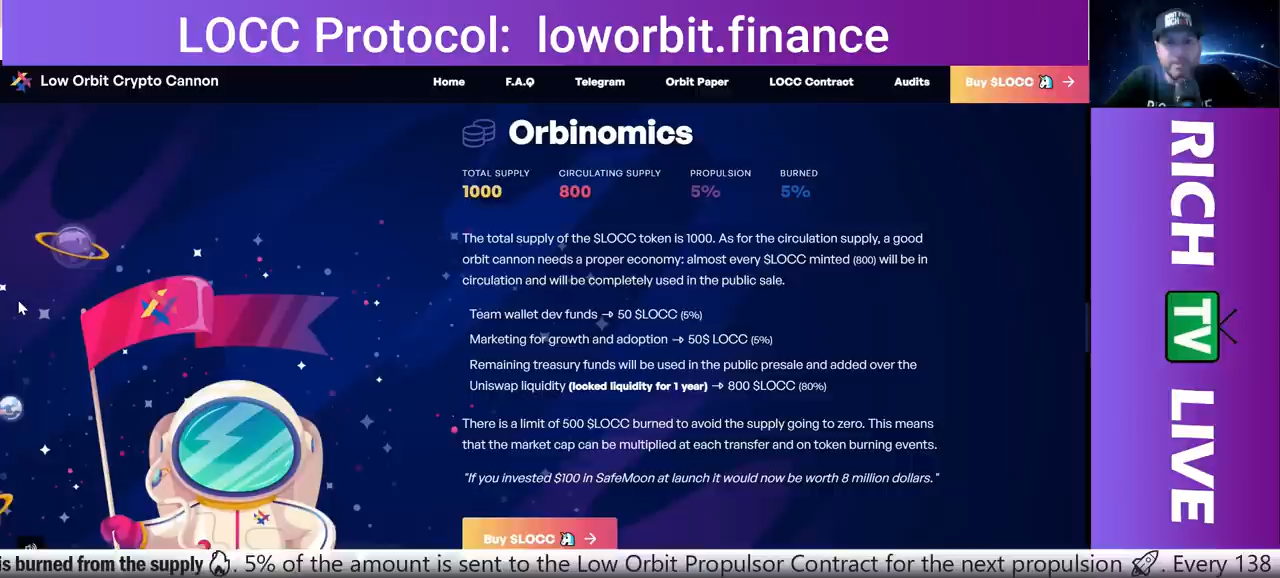 LOCC Protocol: loworbit.finance
Low Orbit Crypto Cannon
Home
F.A.Q
Telegram
Orbit Paper
LOCC Contract
Audits
Buy $LOCC →
Orbinomics
TOTAL SUPPLY
1000
CIRCULATING SUPPLY
800
PROPULSION
5%
BURNED
5%
The total supply of the $LOCC token is 1000. As for the circulation supply, a good
orbit cannon needs a proper economy: almost every $LOCC minted (800) will be in
circulation and will be completely used in the public sale.
Team wallet dev funds → 50 $LOCC (5%)
Marketing for growth and adoption → 50$ LOCC (5%)
Remaining treasury funds will be used in the public presale and added over the
Uniswap liquidity (locked liquidity for 1 year) → 800 $LOCC (80%)
There is a limit of 500 $LOCC burned to avoid the supply going to zero. This means
that the market cap can be multiplied at each transfer and on token burning events.
"If you invested $100 in SafeMoon at launch it would now be worth 8 million dollars."
Buy $LOCC →
is burned from the supply 🔥. 5% of the amount is sent to the Low Orbit Propulsor Contract for the next propulsion 🚀. Every 138
RICH TV LIVE